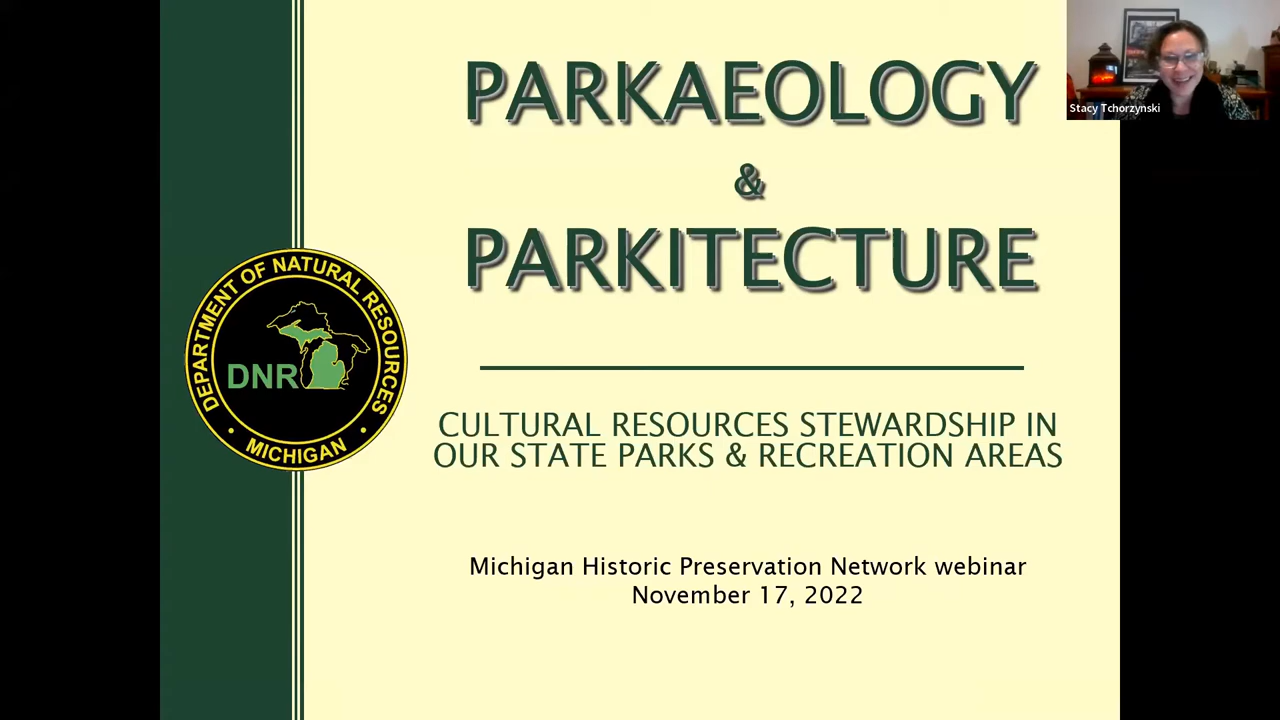 PARKAEOLOGY
&
PARKITECTURE
Stacy Tchorzynski
DEPARTMENT OF NATURAL RESOURCES
DNR
MICHIGAN
CULTURAL RESOURCES STEWARDSHIP IN
OUR STATE PARKS & RECREATION AREAS
Michigan Historic Preservation Network webinar
November 17, 2022